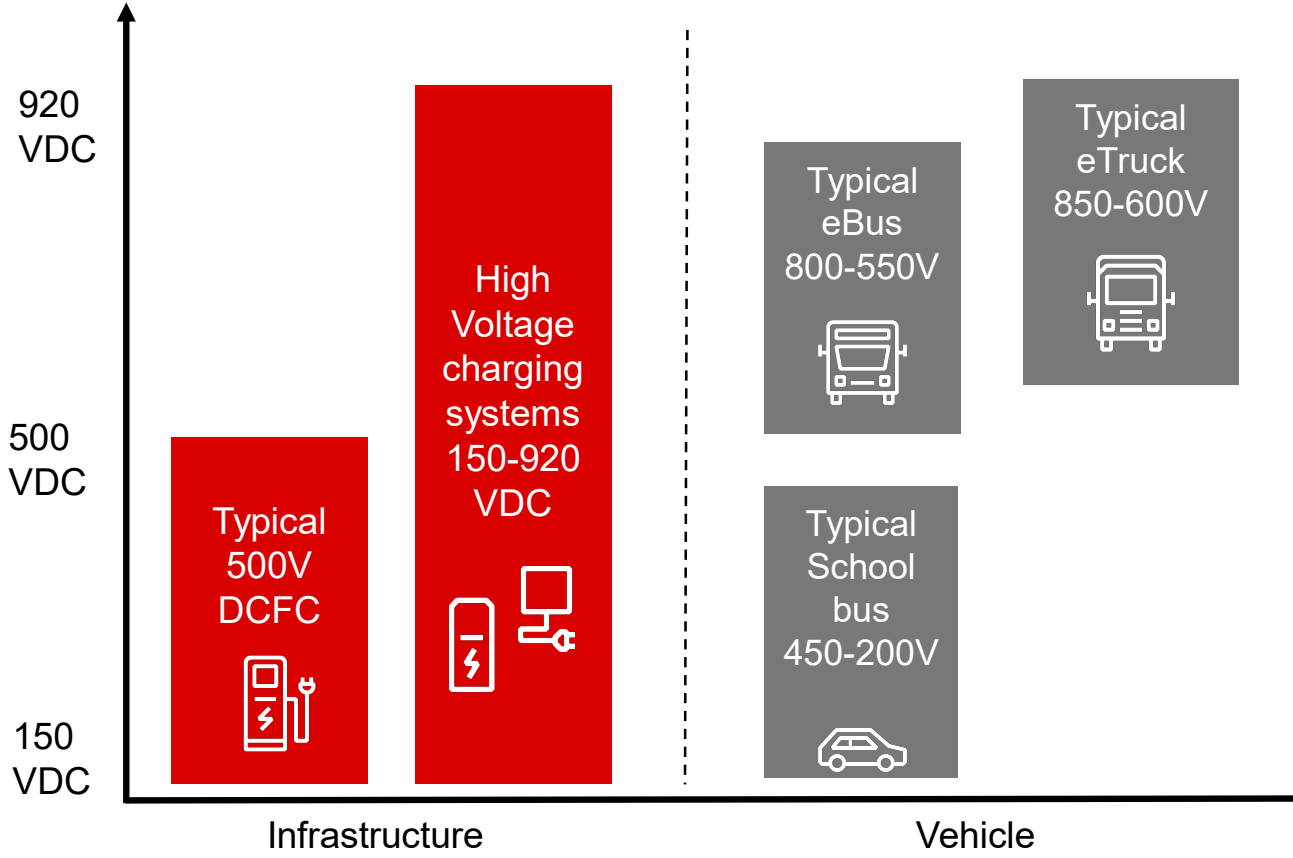 920
VDC
500
VDC
150
VDC
Typical
500V
DCFC
High
Voltage
charging
systems
150-920
VDC
Typical
eBus
800-550V
Typical
eTruck
850-600V
Typical
School
bus
450-200V
Infrastructure
Vehicle